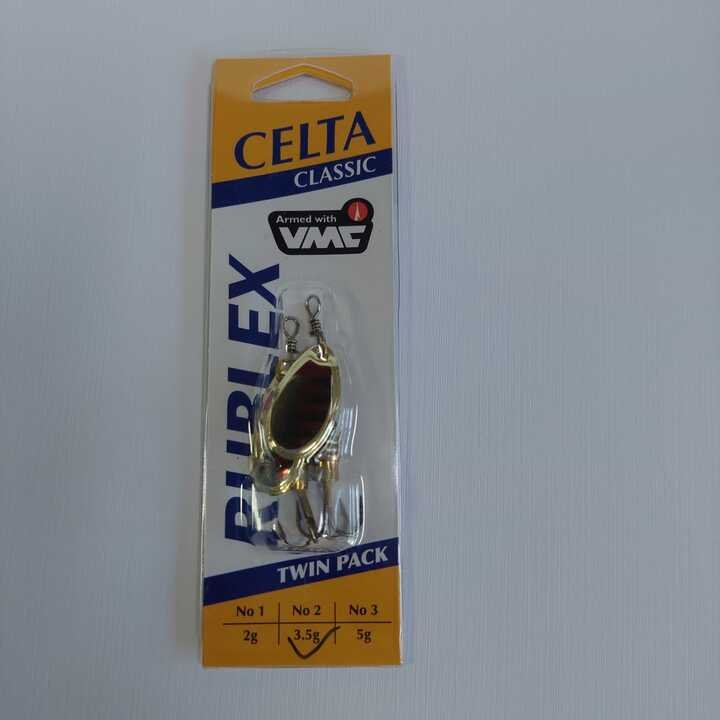 CELTA
CLASSIC
Armed with
VMC
RUBLEX
TWIN PACK
No 1 No 2 No 3
2g 3.5g 5g